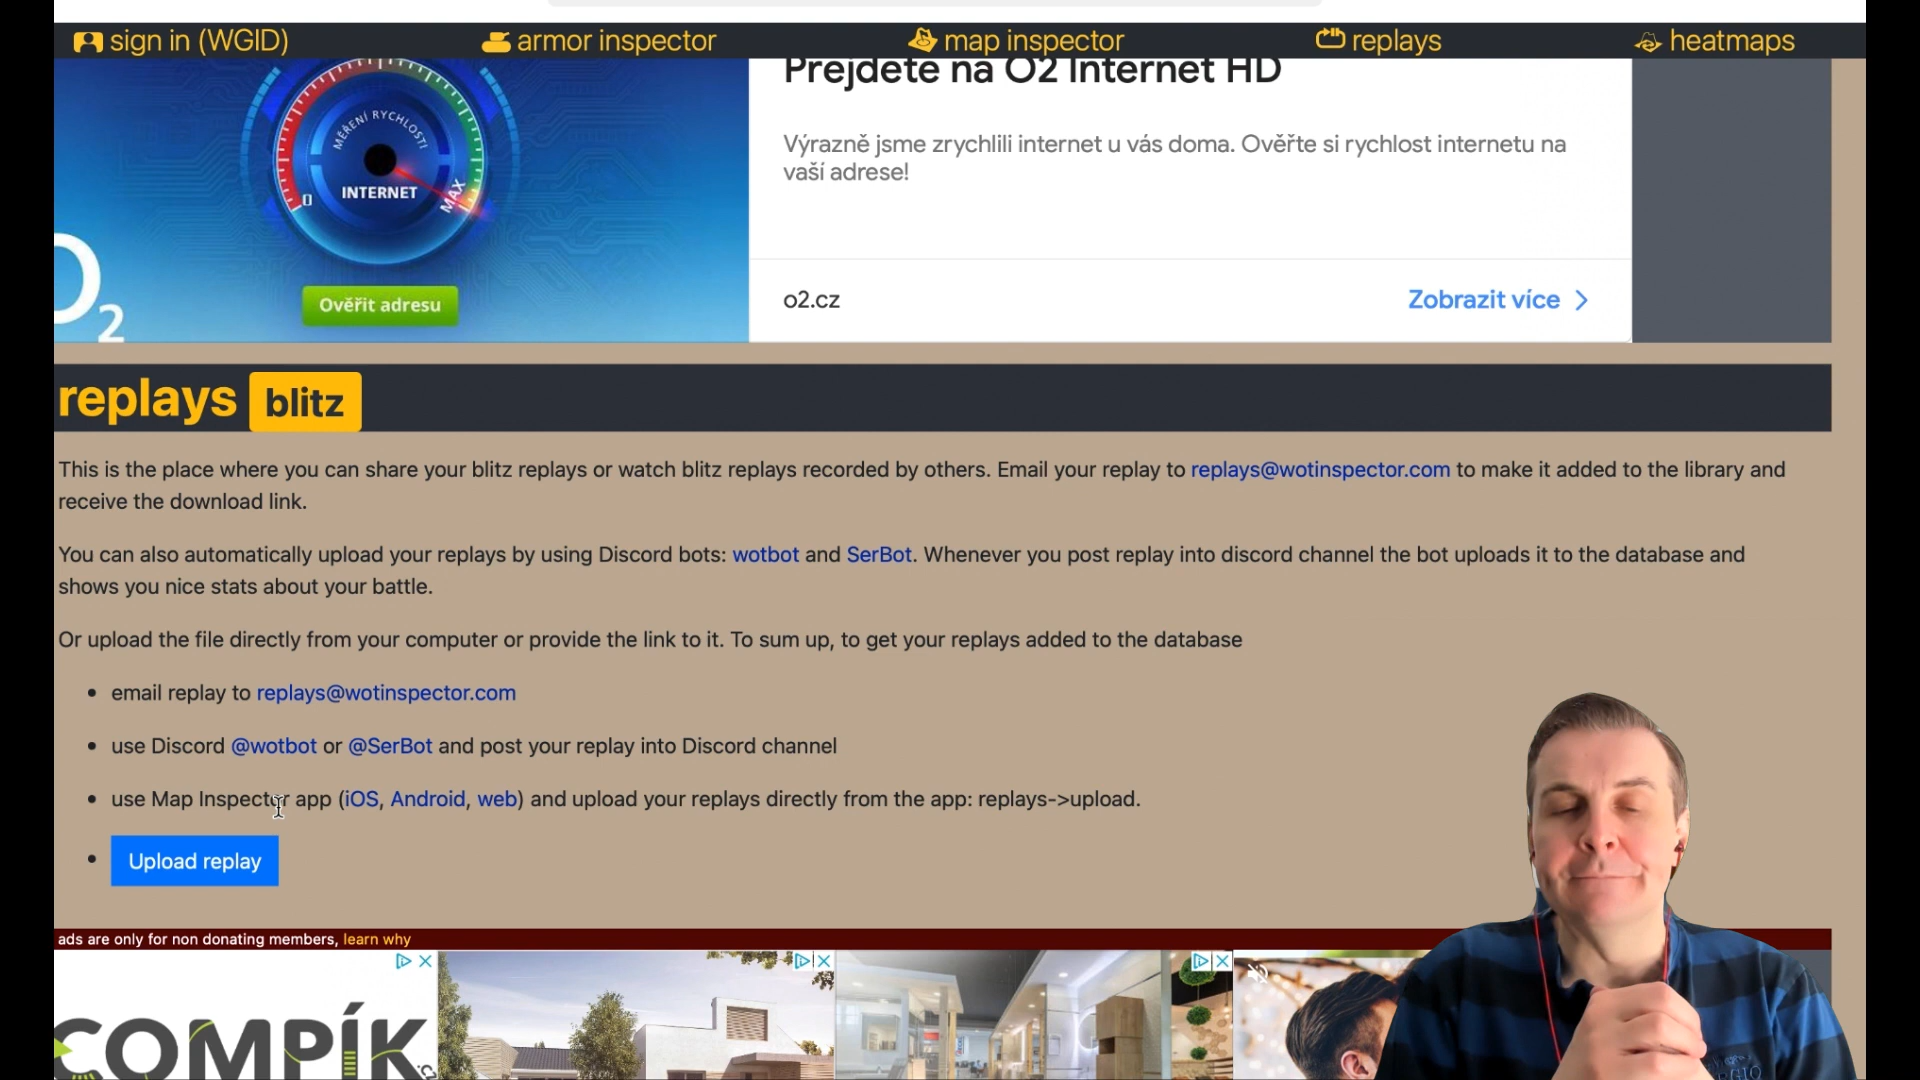 sign in (WGID)
armor inspector
map inspector
replays
heatmaps
Prejdete na O2 Internet HD
MĚŘENÍ RYCHLOSTI
INTERNET
0
MAX
O2
Ověřit adresu
Výrazně jsme zrychlili internet u vás doma. Ověřte si rychlost internetu na
vaší adrese!
o2.cz
Zobrazit více
replays blitz
This is the place where you can share your blitz replays or watch blitz replays recorded by others. Email your replay to replays@wotinspector.com to make it added to the library and
receive the download link.
You can also automatically upload your replays by using Discord bots: wotbot and SerBot. Whenever you post replay into discord channel the bot uploads it to the database and
shows you nice stats about your battle.
Or upload the file directly from your computer or provide the link to it. To sum up, to get your replays added to the database
• email replay to replays@wotinspector.com
• use Discord @wotbot or @SerBot and post your replay into Discord channel
• use Map Inspector app (iOS, Android, web) and upload your replays directly from the app: replays->upload.
• Upload replay
ads are only for non donating members, learn why
COMPÍK